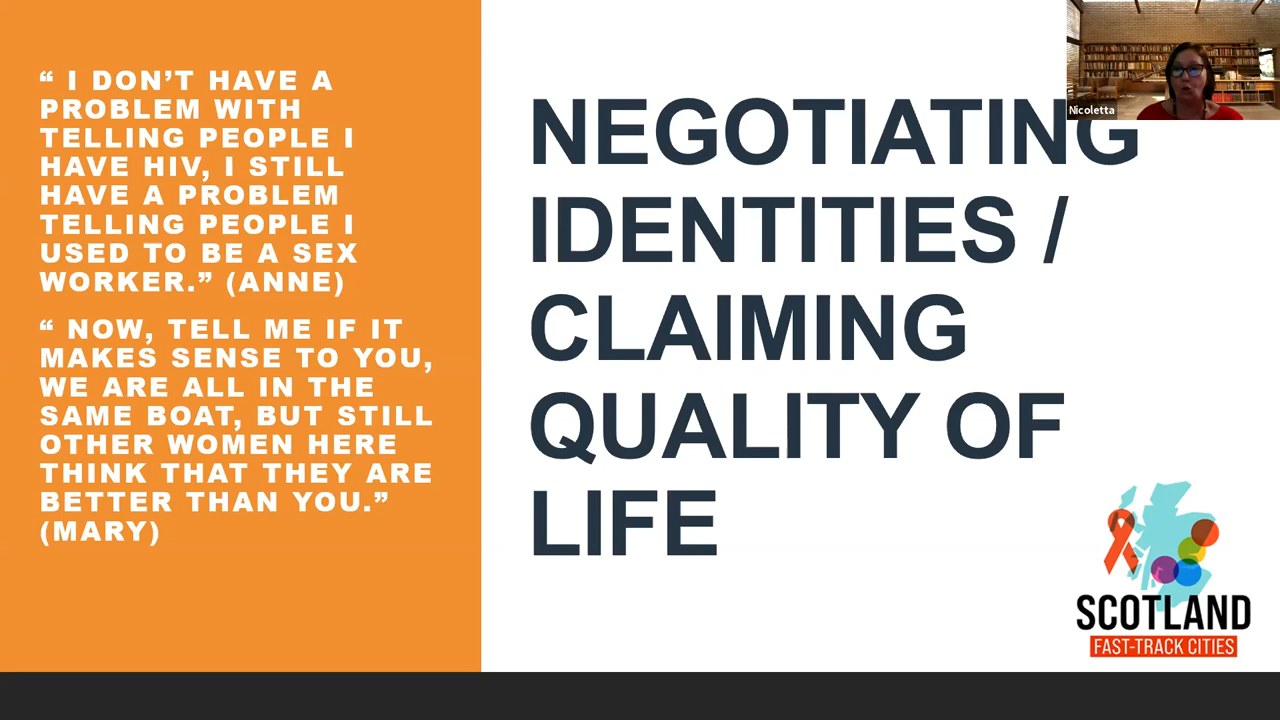 “ I DON’T HAVE A
PROBLEM WITH
TELLING PEOPLE I
HAVE HIV, I STILL
HAVE A PROBLEM
TELLING PEOPLE I
USED TO BE A SEX
WORKER.” (ANNE)
“ NOW, TELL ME IF IT
MAKES SENSE TO YOU,
WE ARE ALL IN THE
SAME BOAT, BUT STILL
OTHER WOMEN HERE
THINK THAT THEY ARE
BETTER THAN YOU.”
(MARY)
NEGOTIATING
IDENTITIES /
CLAIMING
QUALITY OF
LIFE
Nicoletta
SCOTLAND
FAST-TRACK CITIES